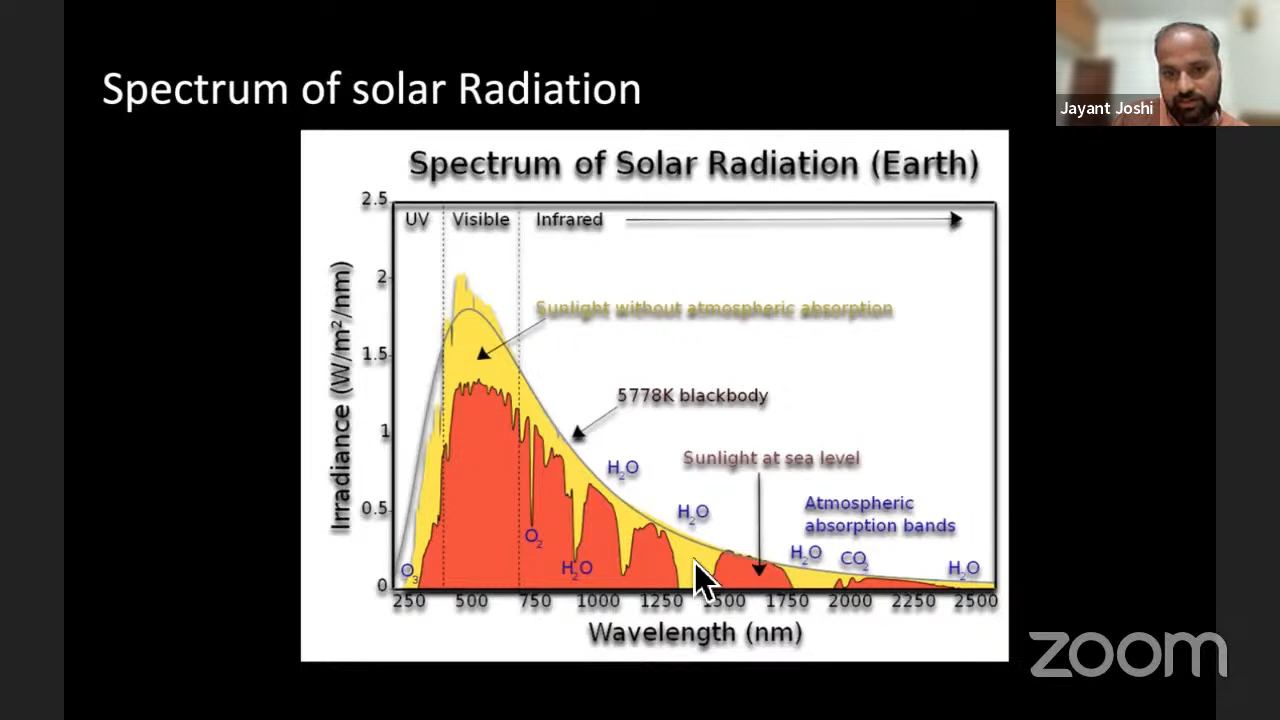 Spectrum of solar Radiation
Jayant Joshi
Spectrum of Solar Radiation (Earth)
UV
Visible
Infrared
Sunlight without atmospheric absorption
5778K blackbody
H2O
Sunlight at sea level
H2O
Atmospheric
absorption bands
O2
H2O
H2O
CO2
H2O
O3
Irradiance (W/m2/nm)
2.5
2
1.5
1
0.5
0
250 500 750 1000 1250 1500 1750 2000 2250 2500
Wavelength (nm)
zoom